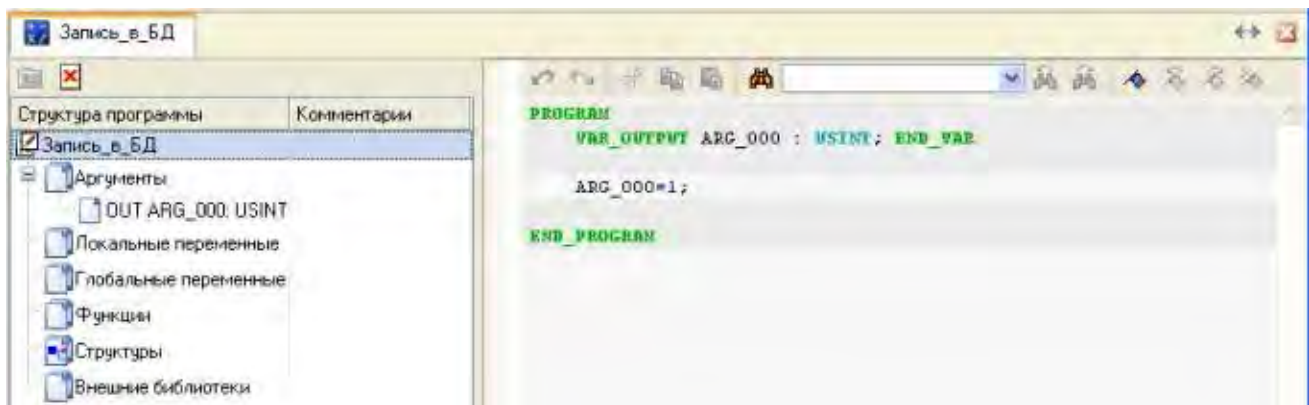 Запись_в_БД
Структура программы Комментарии
Запись_в_БД
Аргументы
OUT ARG_000: USINT
Локальные переменные
Глобальные переменные
Функции
Структуры
Внешние библиотеки
PROGRAM
VAR_OUTPUT ARG_000 : USINT; END_VAR
ARG_000=1;
END_PROGRAM